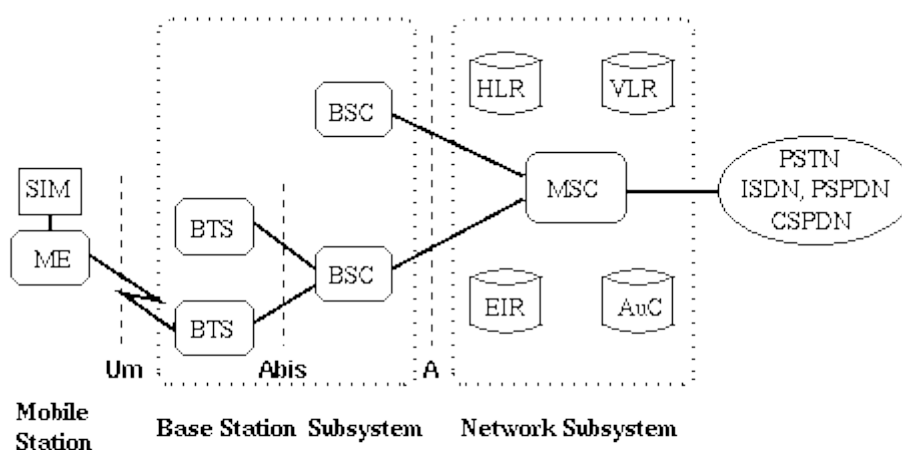 HLR
VLR
BSC
PSTN
ISDN, PSPDN
CSPDN
SIM
MSC
BTS
ME
BSC
EIR
AuC
BTS
Um
Abis
A
Mobile
Station
Base Station Subsystem
Network Subsystem